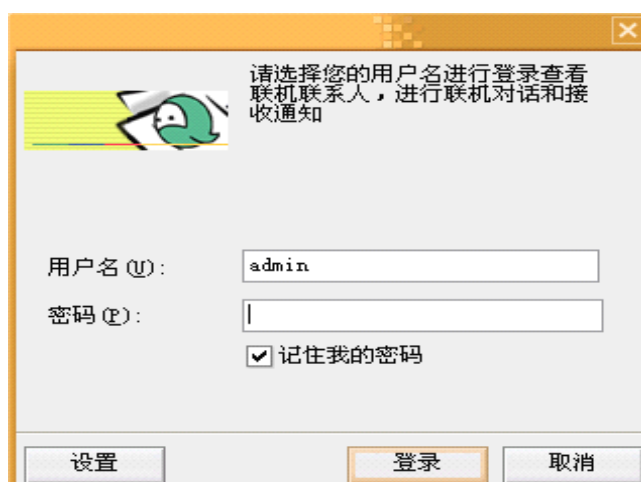 请选择您的用户名进行登录查看
联机联系人，进行联机对话和接
收通知
用户名(U):
admin
密码(P):
记住我的密码
设置
登录
取消